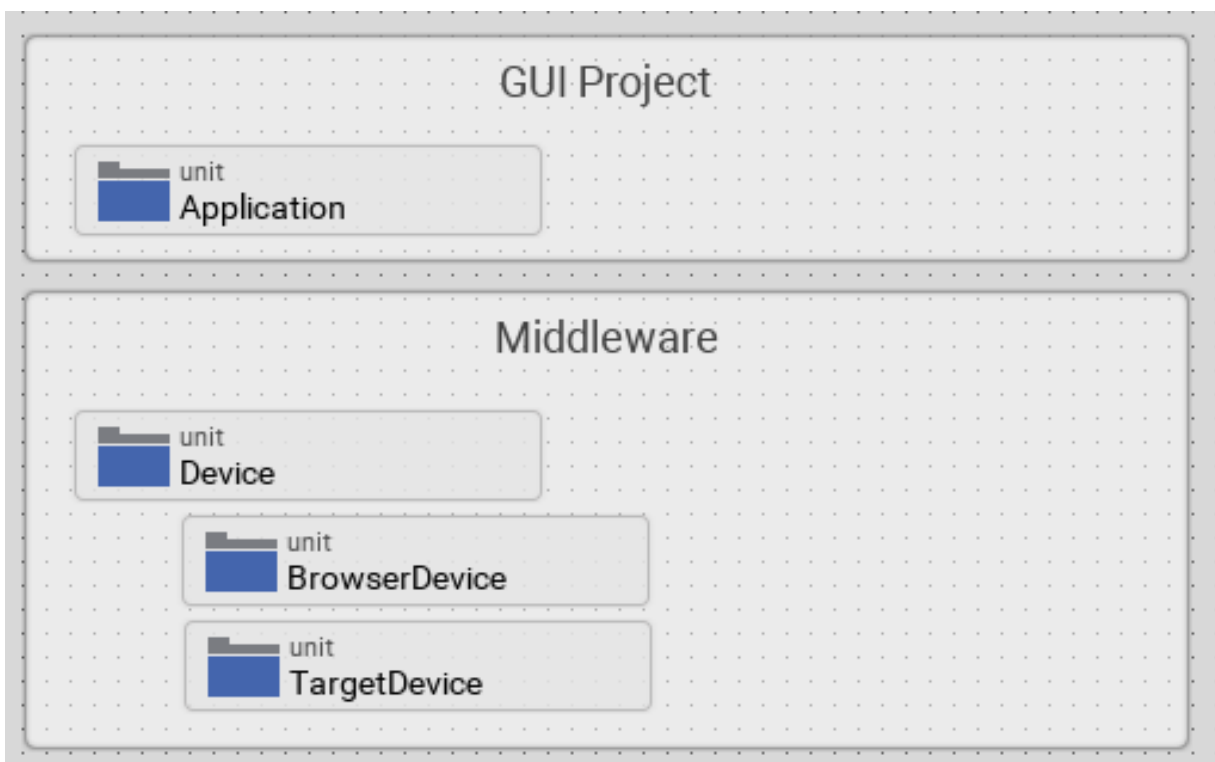 GUI Project
unit
Application
Middleware
unit
Device
unit
BrowserDevice
unit
TargetDevice